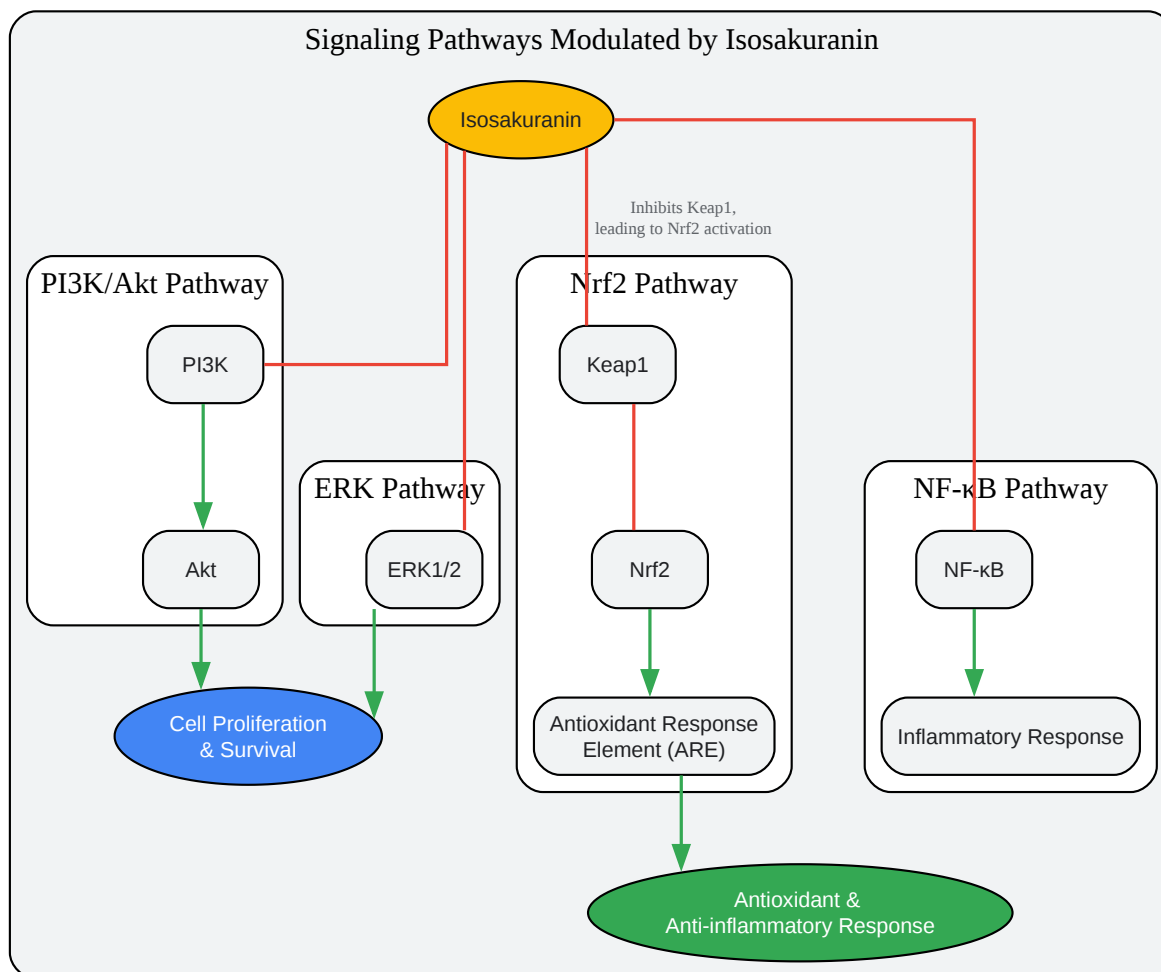 Signaling Pathways Modulated by Isosakuranin
Isosakuranin
Inhibits Keap1,
leading to Nrf2 activation
PI3K/Akt Pathway
Nrf2 Pathway
PI3K
Keap1
ERK Pathway
NF-κB Pathway
Akt
ERK1/2
Nrf2
NF-κB
Cell Proliferation
& Survival
Antioxidant Response
Element (ARE)
Inflammatory Response
Antioxidant &
Anti-inflammatory Response